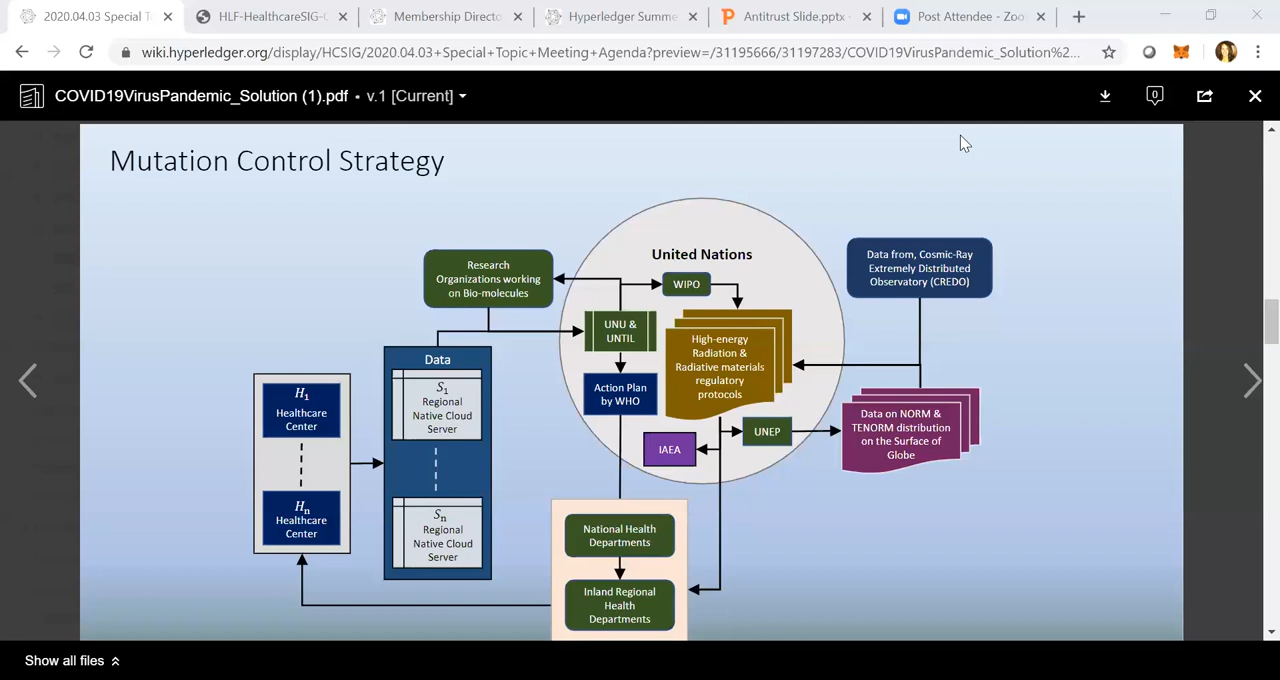 2020.04.03 Special T
HLF-HealthcareSIG-
Membership Directo
Hyperledger Summe
Antitrust Slide.pptx
Post Attendee - Zoo
wiki.hyperledger.org/display/HCSIG/2020.04.03+Special+Topic+Meeting+Agenda?preview=/31195666/31197283/COVID19VirusPandemic_Solution%2...
COVID19VirusPandemic_Solution (1).pdf • v.1 [Current]
0
Mutation Control Strategy
Research
Organizations working
on Bio-molecules
United Nations
WIPO
Data from, Cosmic-Ray
Extremely Distributed
Observatory (CREDO)
UNU &
UNTIL
High-energy
Radiation &
Radiative materials
regulatory
protocols
Action Plan
by WHO
UNEP
IAEA
Data on NORM &
TENORM distribution
on the Surface of
Globe
Data
S1
Regional
Native Cloud
Server
Sn
Regional
Native Cloud
Server
H1
Healthcare
Center
Hn
Healthcare
Center
National Health
Departments
Inland Regional
Health
Departments
Show all files